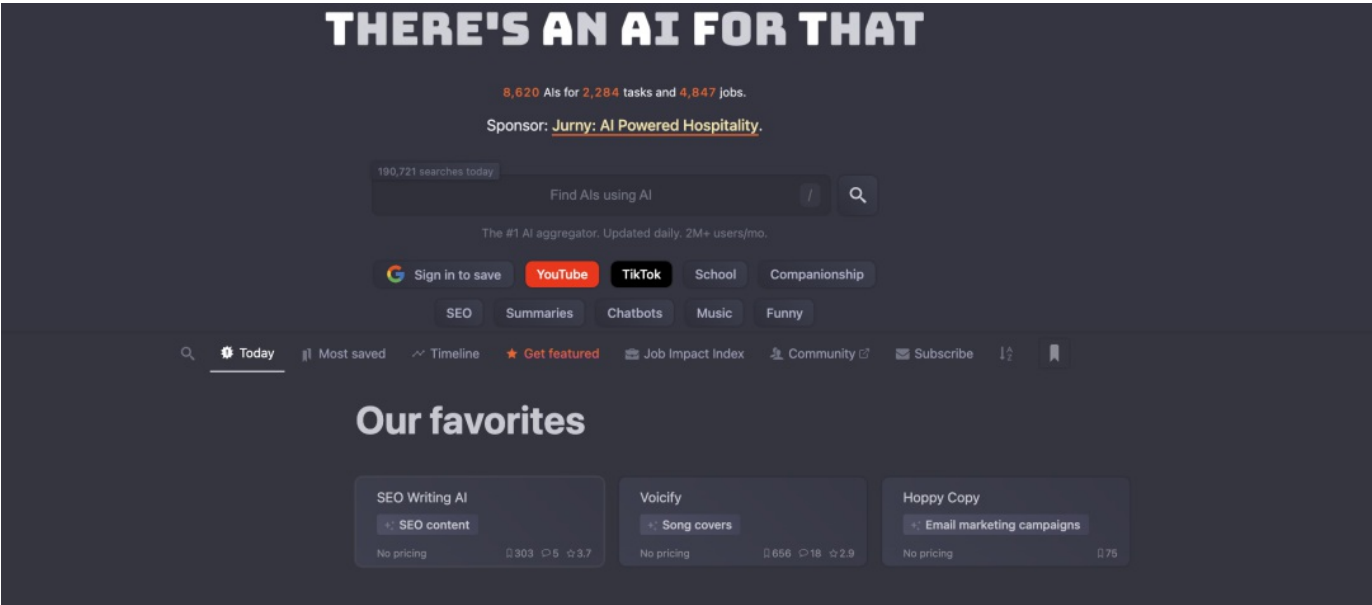 THERE'S AN AI FOR THAT
8,620 AIs for 2,284 tasks and 4,847 jobs.
Sponsor: Jurny: AI Powered Hospitality.
190,721 searches today
Find AIs using AI /
The #1 AI aggregator. Updated daily. 2M+ users/mo.
Sign in to save YouTube TikTok School Companionship
SEO Summaries Chatbots Music Funny
Today Most saved Timeline Get featured Job Impact Index Community Subscribe
Our favorites
SEO Writing AI
SEO content
No pricing 303 5 3.7
Voicify
Song covers
No pricing 656 18 2.9
Hoppy Copy
Email marketing campaigns
No pricing 75